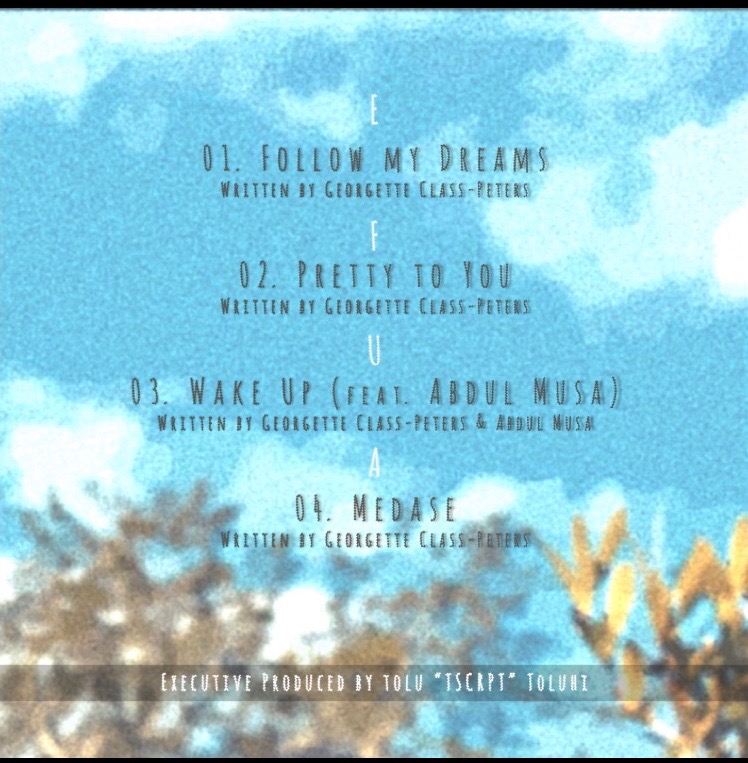 E
01. Follow my Dreams
Written by Georgette Class-Peters
F
02. Pretty to You
Written by Georgette Class-Peters
U
03. Wake Up (feat. Abdul Musa)
Written by Georgette Class-Peters & Abdul Musa
A
04. Medase
Written by Georgette Class-Peters
Executive Produced by tolu "TSCRPT" Toluhi